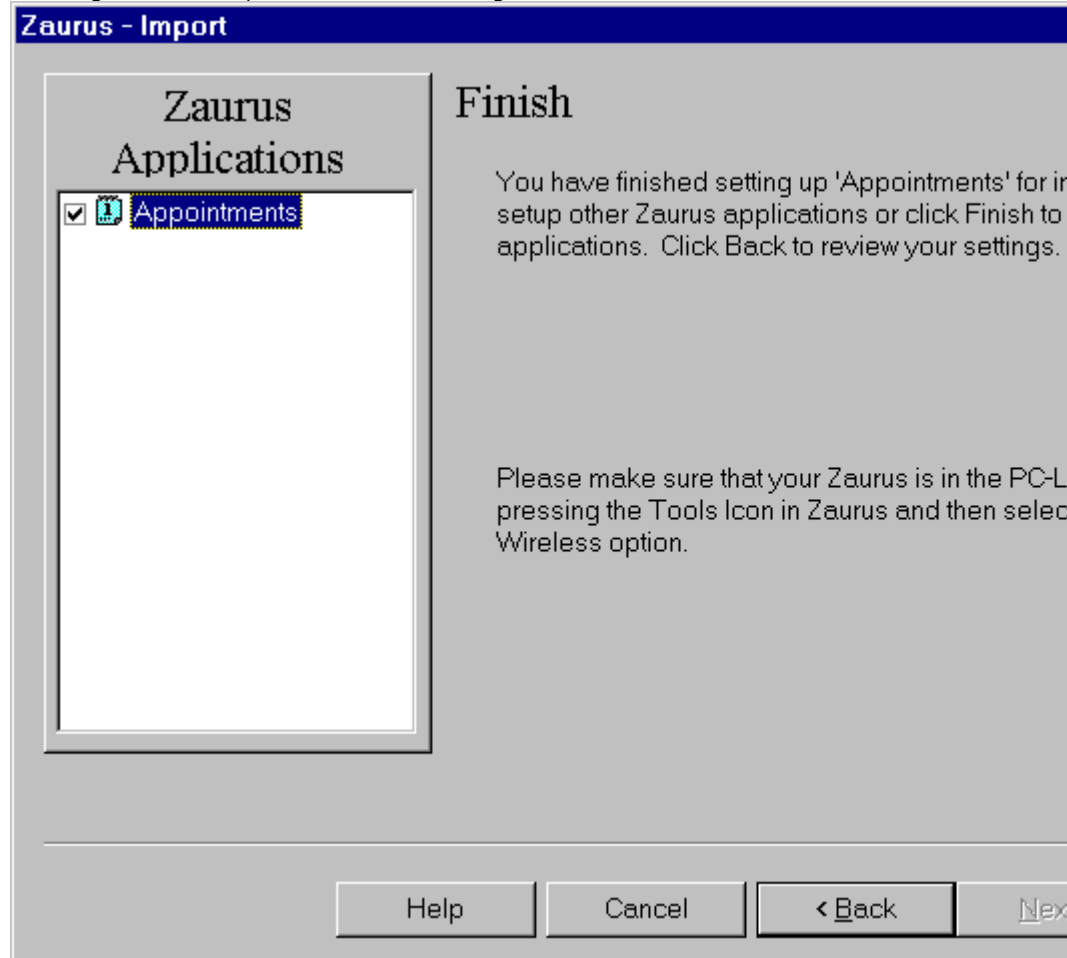 Zaurus - Import
Zaurus
Applications
Appointments
Finish
You have finished setting up 'Appointments' for
setup other Zaurus applications or click Finish to
applications.  Click Back to review your settings.
Please make sure that your Zaurus is in the
pressing the Tools Icon in Zaurus and then
Wireless option.
Help
Cancel
< Back